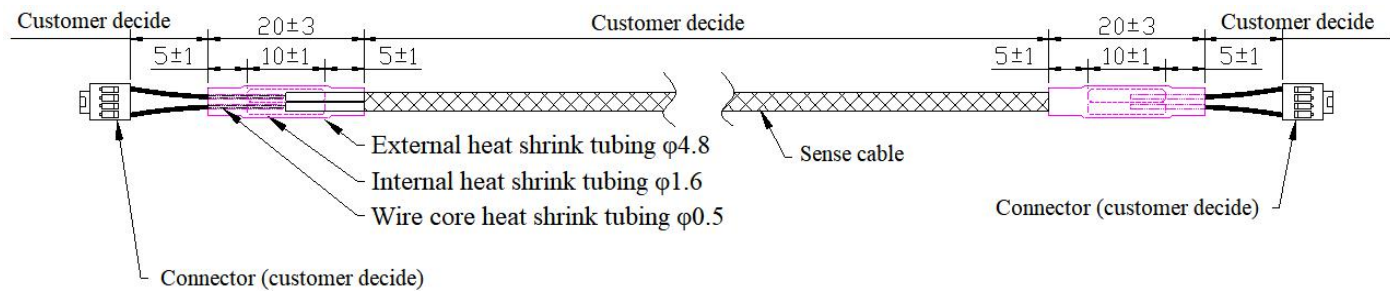 Customer decide
20±3
Customer decide
20±3
Customer decide
5±1
10±1
5±1
5±1
10±1
5±1
External heat shrink tubing φ4.8
Internal heat shrink tubing φ1.6
Wire core heat shrink tubing φ0.5
Sense cable
Connector (customer decide)
Connector (customer decide)